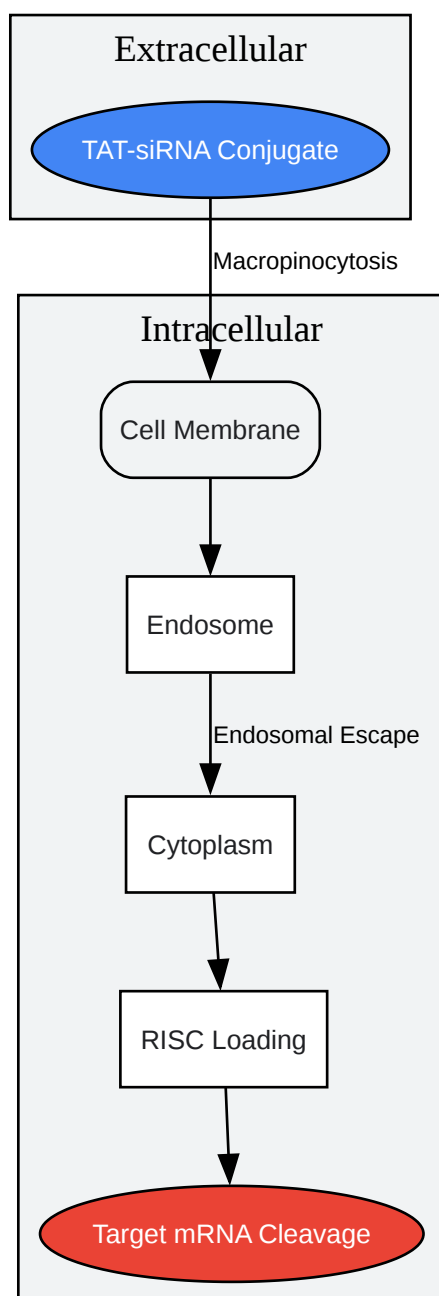 Extracellular
TAT-siRNA Conjugate
Macropinocytosis
Intracellular
Cell Membrane
Endosome
Endosomal Escape
Cytoplasm
RISC Loading
Target mRNA Cleavage